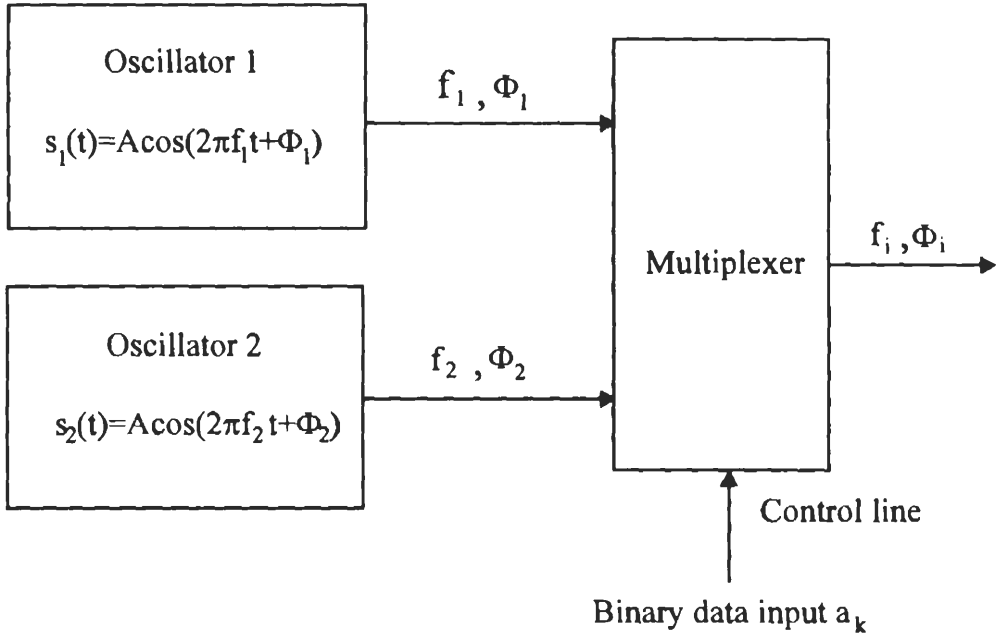 Oscillator 1
s₁(t)=Acos(2πf₁t+Φ₁)
f₁ , Φ₁
Oscillator 2
s₂(t)=Acos(2πf₂t+Φ₂)
f₂ , Φ₂
Multiplexer
fᵢ , Φᵢ
Control line
Binary data input aₖ